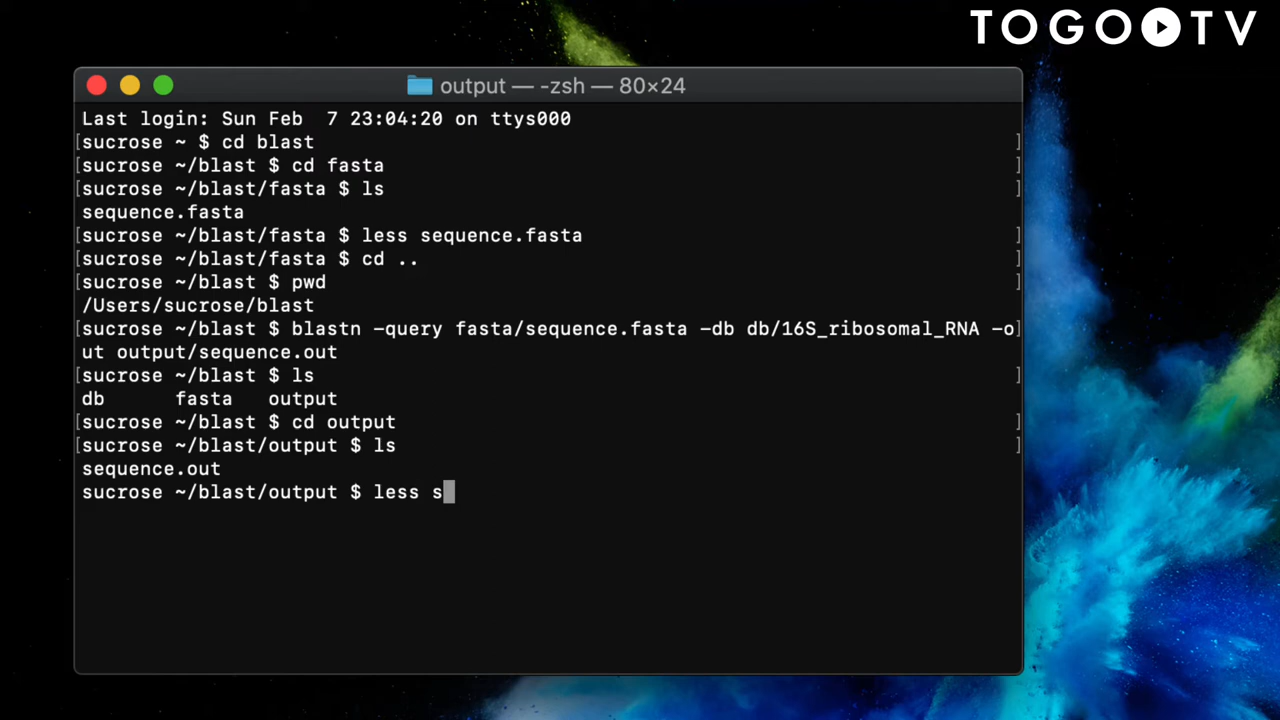 TOGO TV
output — -zsh — 80×24
Last login: Sun Feb  7 23:04:20 on ttys000
[sucrose ~ $ cd blast ]
[sucrose ~/blast $ cd fasta ]
[sucrose ~/blast/fasta $ ls ]
sequence.fasta
[sucrose ~/blast/fasta $ less sequence.fasta ]
[sucrose ~/blast/fasta $ cd .. ]
[sucrose ~/blast $ pwd ]
/Users/sucrose/blast
[sucrose ~/blast $ blastn -query fasta/sequence.fasta -db db/16S_ribosomal_RNA -o]
ut output/sequence.out
[sucrose ~/blast $ ls ]
db      fasta   output
[sucrose ~/blast $ cd output ]
[sucrose ~/blast/output $ ls ]
sequence.out
sucrose ~/blast/output $ less s